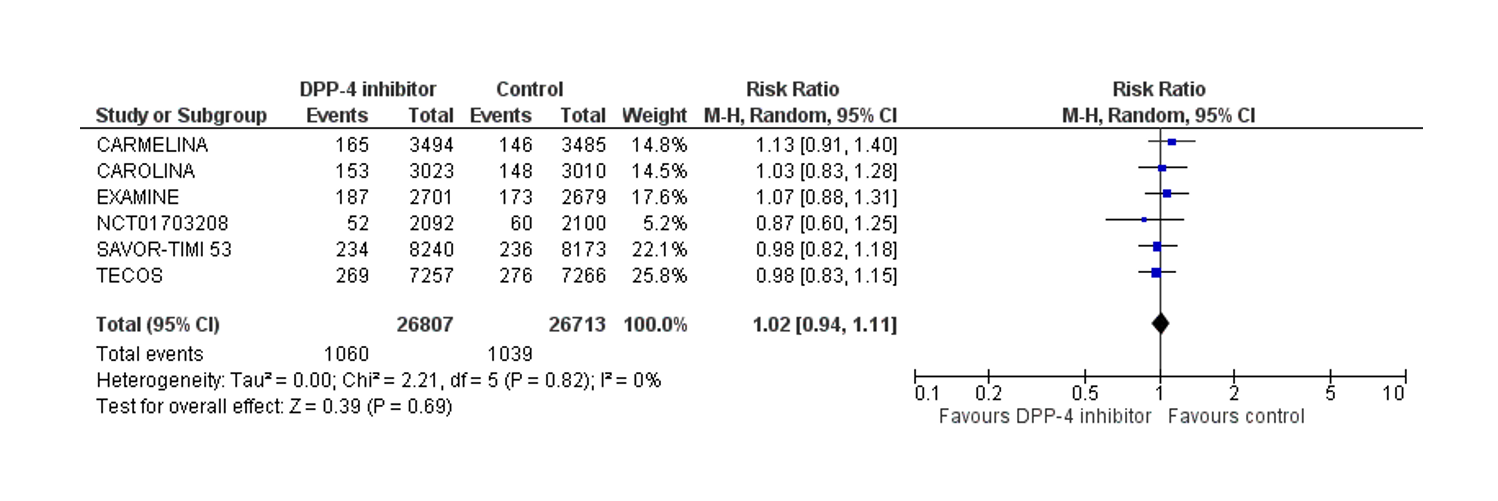 DPP-4 inhibitor Control Risk Ratio Risk Ratio
Study or Subgroup Events Total Events Total Weight M-H, Random, 95% CI M-H, Random, 95% CI
CARMELINA 165 3494 146 3485 14.8% 1.13 [0.91, 1.40]
CAROLINA 153 3023 148 3010 14.5% 1.03 [0.83, 1.28]
EXAMINE 187 2701 173 2679 17.6% 1.07 [0.88, 1.31]
NCT01703208 52 2092 60 2100 5.2% 0.87 [0.60, 1.25]
SAVOR-TIMI 53 234 8240 236 8173 22.1% 0.98 [0.82, 1.18]
TECOS 269 7257 276 7266 25.8% 0.98 [0.83, 1.15]
Total (95% CI) 26807 26713 100.0% 1.02 [0.94, 1.11]
Total events 1060 1039
Heterogeneity: Tau² = 0.00; Chi² = 2.21, df = 5 (P = 0.82); I² = 0%
Test for overall effect: Z = 0.39 (P = 0.69)
0.1 0.2 0.5 1 2 5 10
Favours DPP-4 inhibitor Favours control